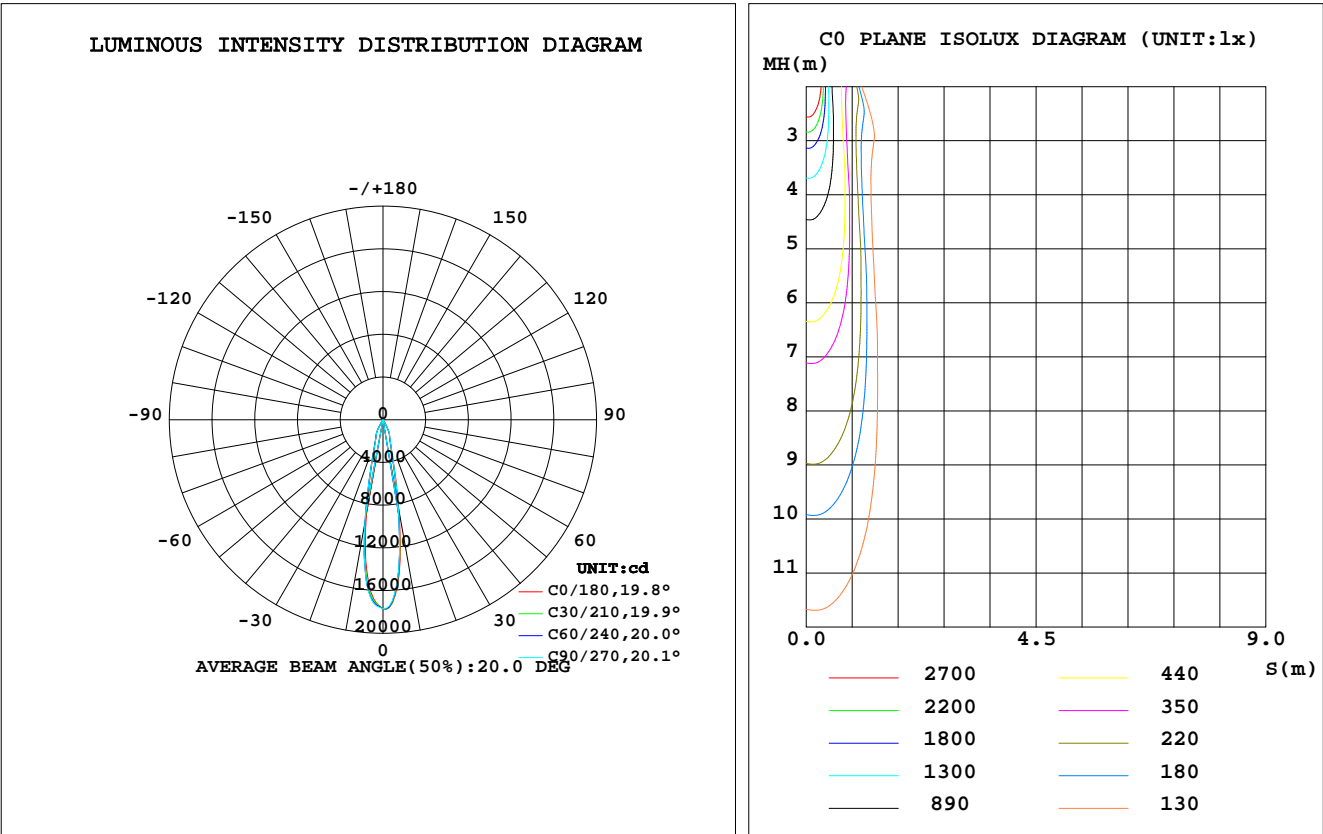 LUMINOUS INTENSITY DISTRIBUTION DIAGRAM
-/+180
-150 150
-120 120
-90 0 90
4000
8000
-60 12000 60
UNIT:cd
16000 C0/180,19.8°
-30 30 C30/210,19.9°
20000 C60/240,20.0°
0 C90/270,20.1°
AVERAGE BEAM ANGLE(50%):20.0 DEG
C0 PLANE ISOLUX DIAGRAM (UNIT:lx)
MH(m)
3
4
5
6
7
8
9
10
11
0.0 4.5 9.0
S(m)
2700 440
2200 350
1800 220
1300 180
890 130